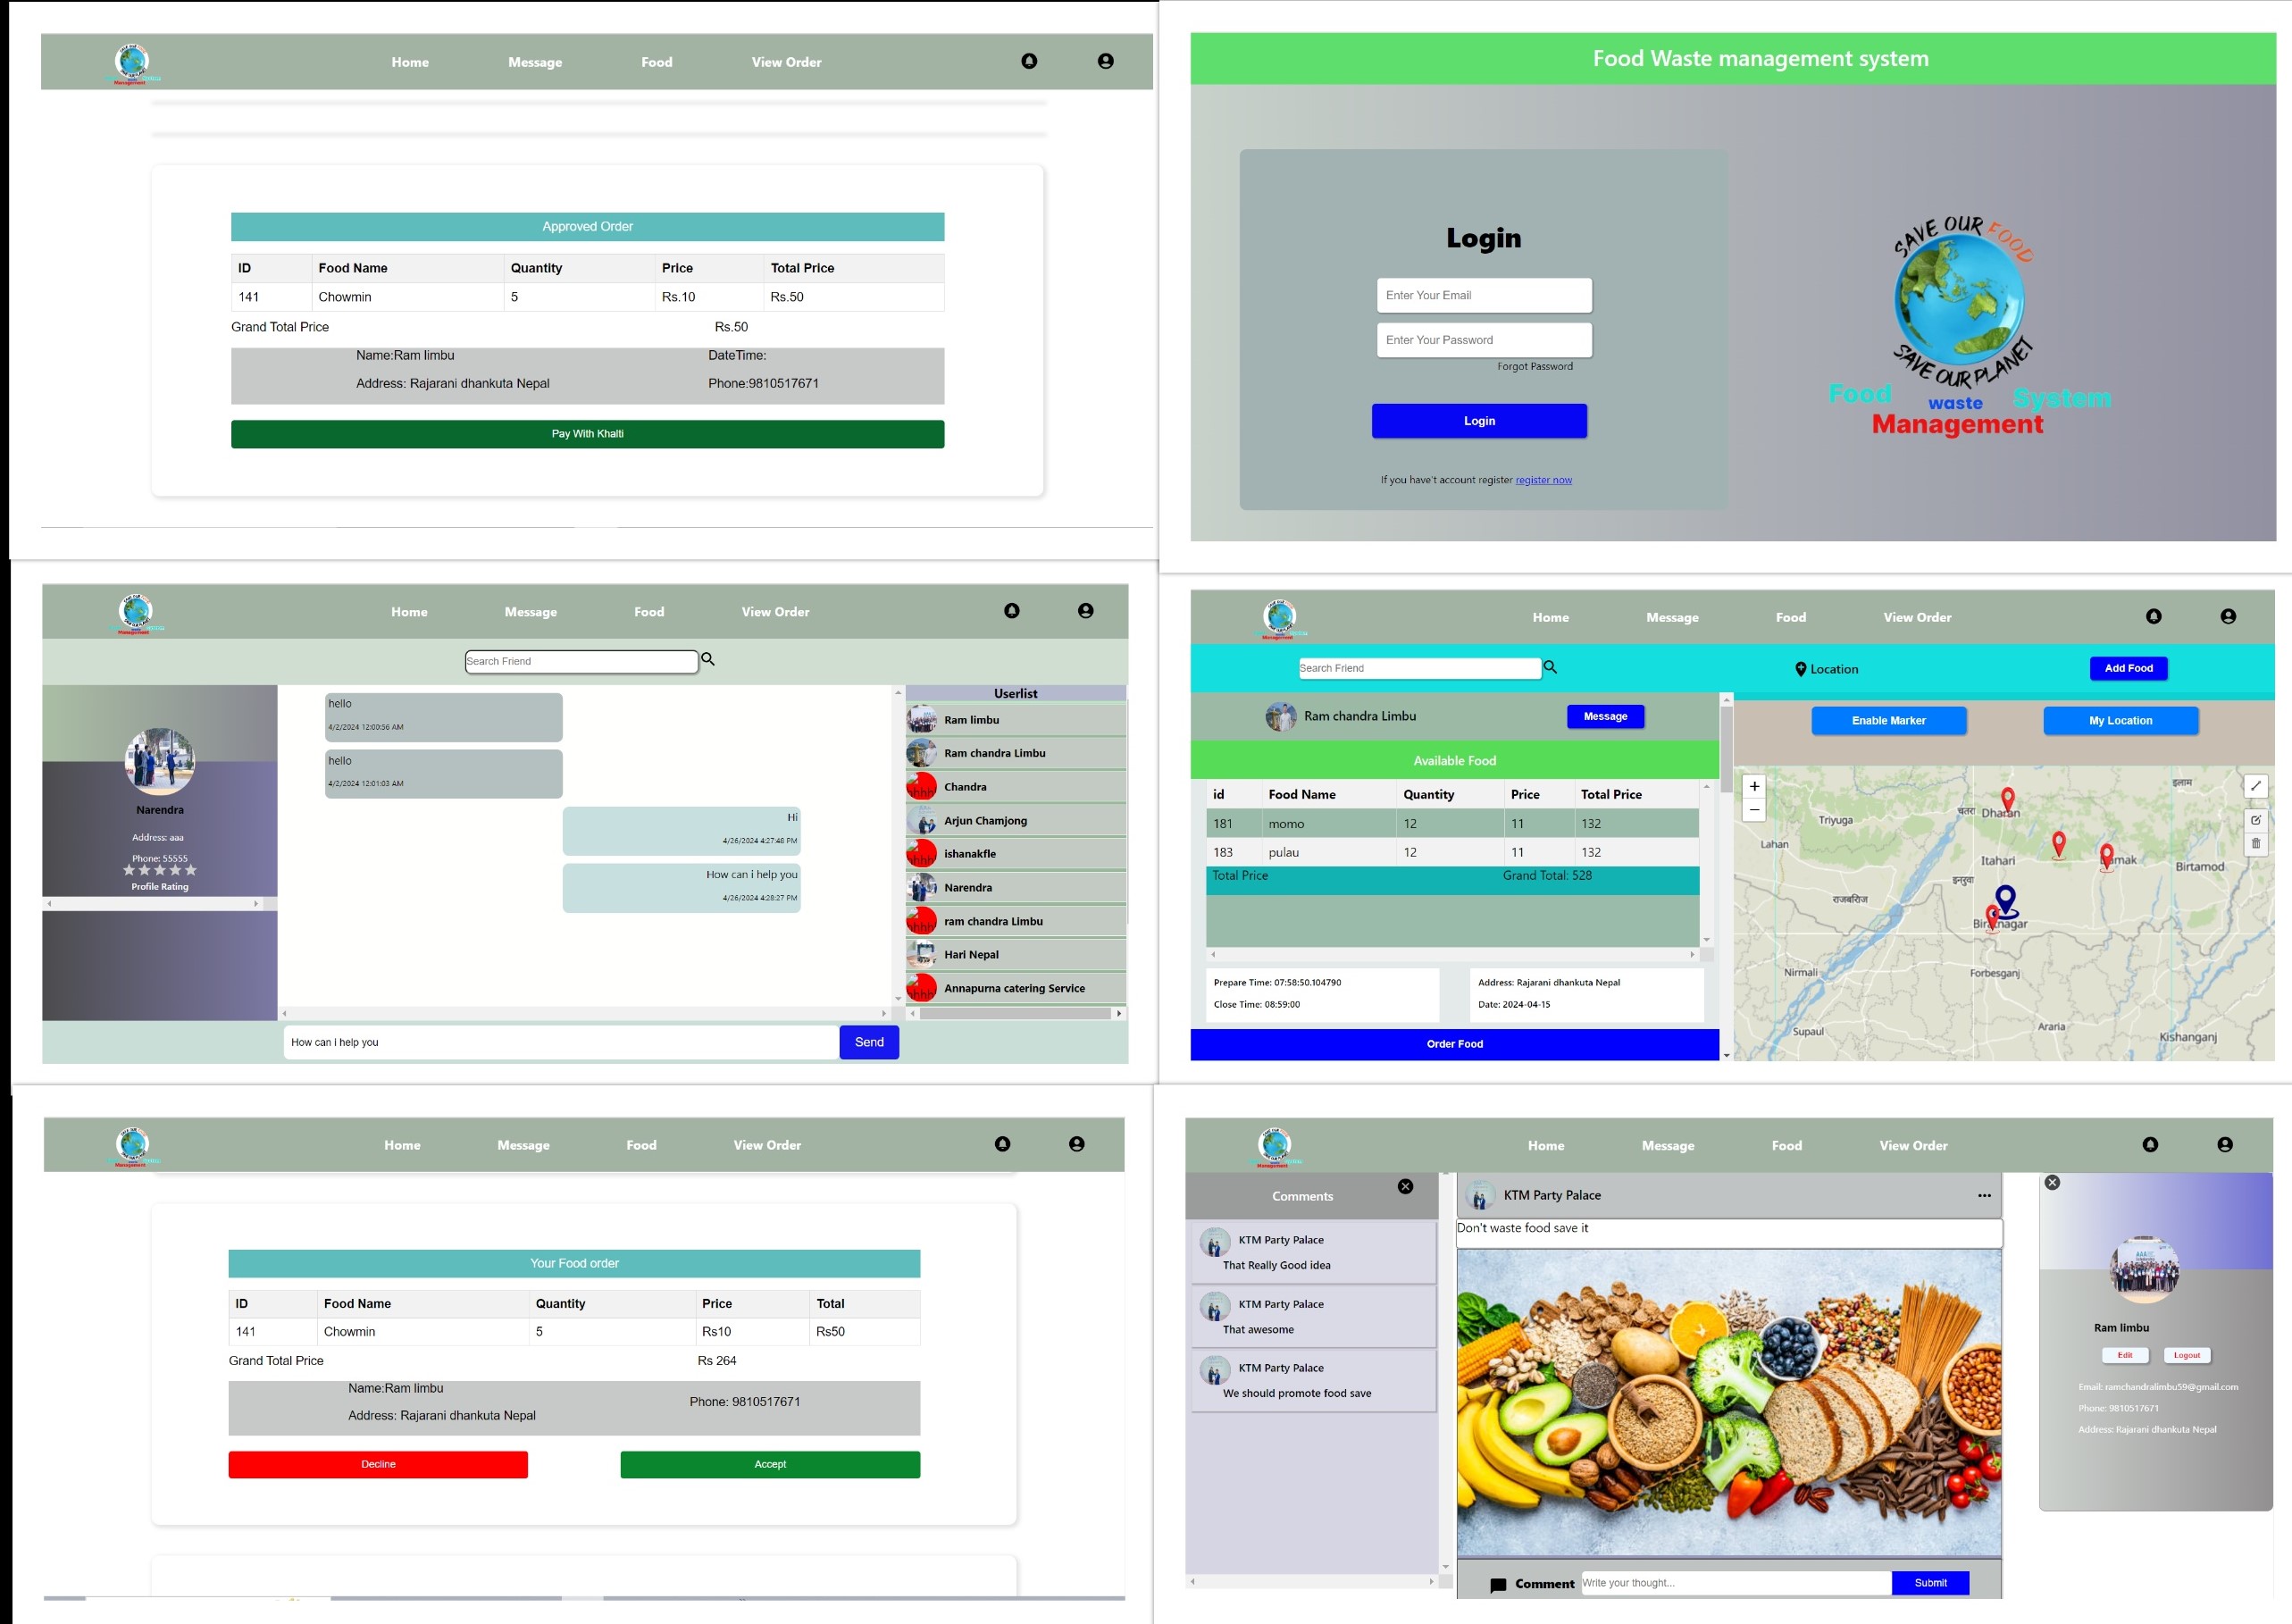 Management
Home Message Food View Order
Approved Order
ID Food Name Quantity Price Total Price
141 Chowmin 5 Rs.10 Rs.50
Grand Total Price Rs.50
Name:Ram limbu DateTime:
Address: Rajarani dhankuta Nepal Phone:9810517671
Pay With Khalti
Food Waste management system
Login
Enter Your Email
Enter Your Password
Forgot Password
Login
If you have't account register register now
SAVE OUR FOOD
SAVE OUR PLANET
Food waste System
Management
Management
Home Message Food View Order
Search Friend
Narendra
Address: aaa
Phone: 55555
Profile Rating
hello
4/2/2024 12:00:56 AM
hello
4/2/2024 12:01:03 AM
Hi
4/26/2024 4:27:48 PM
How can i help you
4/26/2024 4:28:27 PM
Userlist
Ram limbu
Ram chandra Limbu
Chandra
Arjun Chamjong
ishanakfle
Narendra
ram chandra Limbu
Hari Nepal
Annapurna catering Service
How can i help you
Send
Management
Home Message Food View Order
Search Friend
Location
Add Food
Ram chandra Limbu
Message
Available Food
id Food Name Quantity Price Total Price
181 momo 12 11 132
183 pulau 12 11 132
Total Price Grand Total: 528
Prepare Time: 07:58:50.104790
Close Time: 08:59:00
Address: Rajarani dhankuta Nepal
Date: 2024-04-15
Order Food
Enable Marker
My Location
+
−
इलाम
चतरा
Dharan
Triyuga
Lahan
Itahari
Birtamod
इनरुवा
राजबिराज
Nirmali
Forbesganj
Supaul
Araria
Kishanganj
Management
Home Message Food View Order
Your Food order
ID Food Name Quantity Price Total
141 Chowmin 5 Rs10 Rs50
Grand Total Price Rs 264
Name:Ram limbu
Phone: 9810517671
Address: Rajarani dhankuta Nepal
Decline
Accept
Management
Home Message Food View Order
Comments
KTM Party Palace
That Really Good idea
KTM Party Palace
That awesome
KTM Party Palace
We should promote food save
KTM Party Palace
Don't waste food save it
Comment
Write your thought...
Submit
Ram limbu
Edit
Logout
Email: ramchandralimbu59@gmail.com
Phone: 9810517671
Address: Rajarani dhankuta Nepal